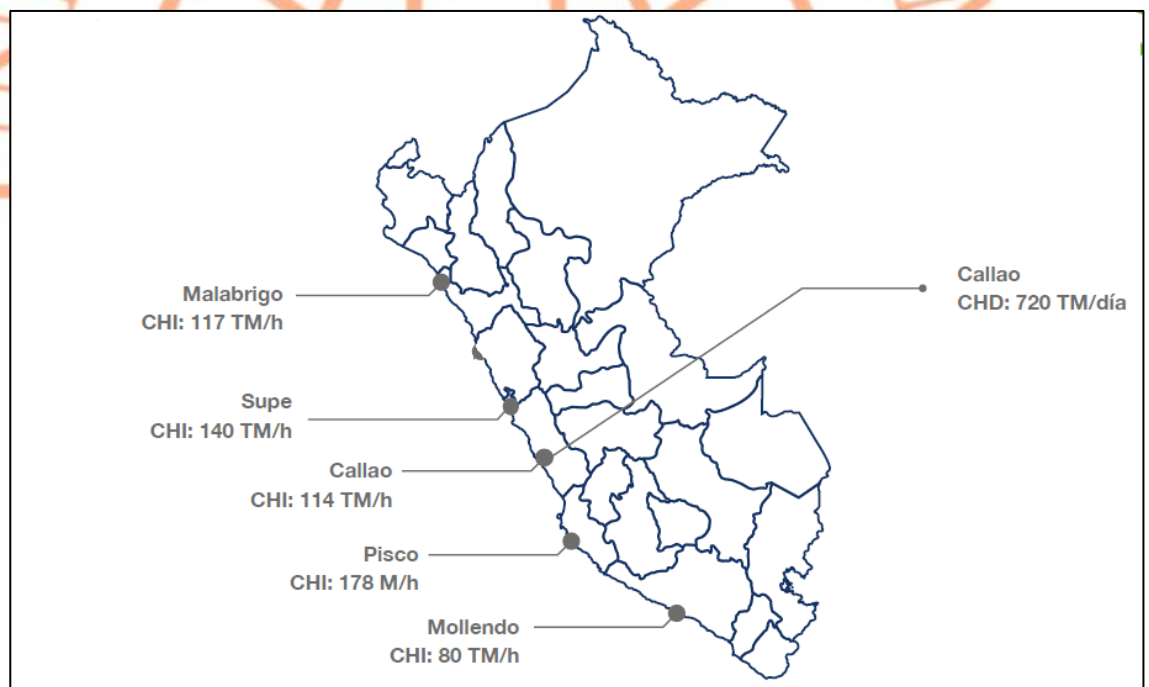 Malabrigo
CHI: 117 TM/h
Supe
CHI: 140 TM/h
Callao
CHI: 114 TM/h
Pisco
CHI: 178 M/h
Mollendo
CHI: 80 TM/h
Callao
CHD: 720 TM/día